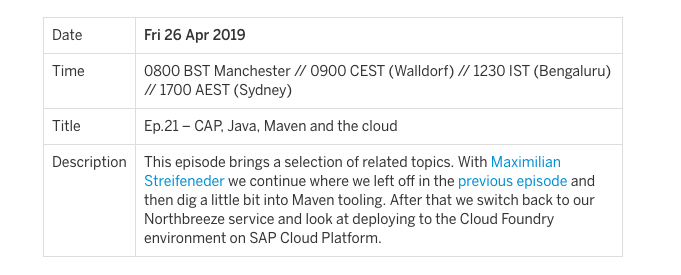 Date
Fri 26 Apr 2019
Time
0800 BST Manchester // 0900 CEST (Walldorf) // 1230 IST (Bengaluru)
// 1700 AEST (Sydney)
Title
Ep.21 – CAP, Java, Maven and the cloud
Description
This episode brings a selection of related topics. With Maximilian
Streifeneder we continue where we left off in the previous episode and
then dig a little bit into Maven tooling. After that we switch back to our
Northbreeze service and look at deploying to the Cloud Foundry
environment on SAP Cloud Platform.